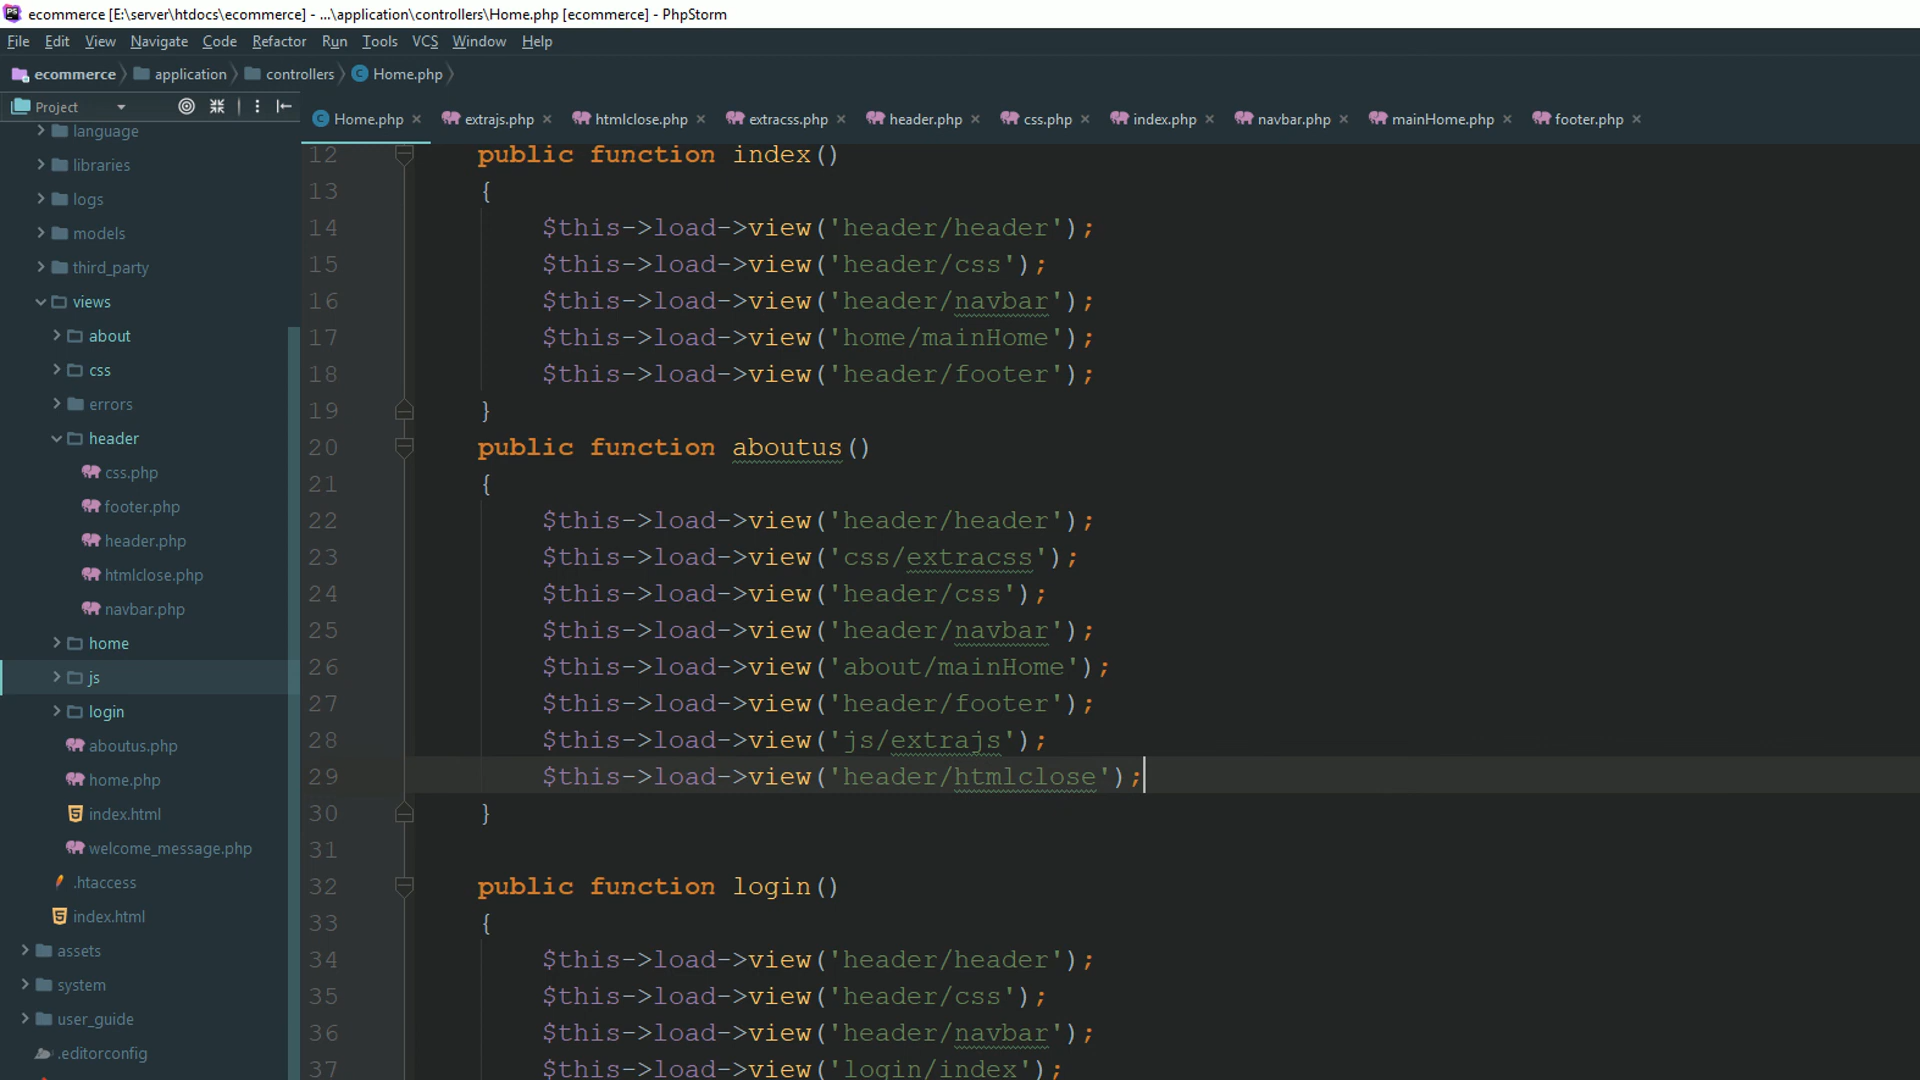 ecommerce [E:\server\htdocs\ecommerce] - ...\application\controllers\Home.php [ecommerce] - PhpStorm
File Edit View Navigate Code Refactor Run Tools VCS Window Help
ecommerce application controllers Home.php
Project
Home.php extrajs.php htmlclose.php extracss.php header.php css.php index.php navbar.php mainHome.php footer.php
language
libraries
logs
models
third_party
views
about
css
errors
header
css.php
footer.php
header.php
htmlclose.php
navbar.php
home
js
login
aboutus.php
home.php
index.html
welcome_message.php
.htaccess
index.html
assets
system
user_guide
.editorconfig
12 public function index()
13 {
14 $this->load->view('header/header');
15 $this->load->view('header/css');
16 $this->load->view('header/navbar');
17 $this->load->view('home/mainHome');
18 $this->load->view('header/footer');
19 }
20 public function aboutus()
21 {
22 $this->load->view('header/header');
23 $this->load->view('css/extracss');
24 $this->load->view('header/css');
25 $this->load->view('header/navbar');
26 $this->load->view('about/mainHome');
27 $this->load->view('header/footer');
28 $this->load->view('js/extrajs');
29 $this->load->view('header/htmlclose');
30 }
31
32 public function login()
33 {
34 $this->load->view('header/header');
35 $this->load->view('header/css');
36 $this->load->view('header/navbar');
37 $this->load->view('login/index');